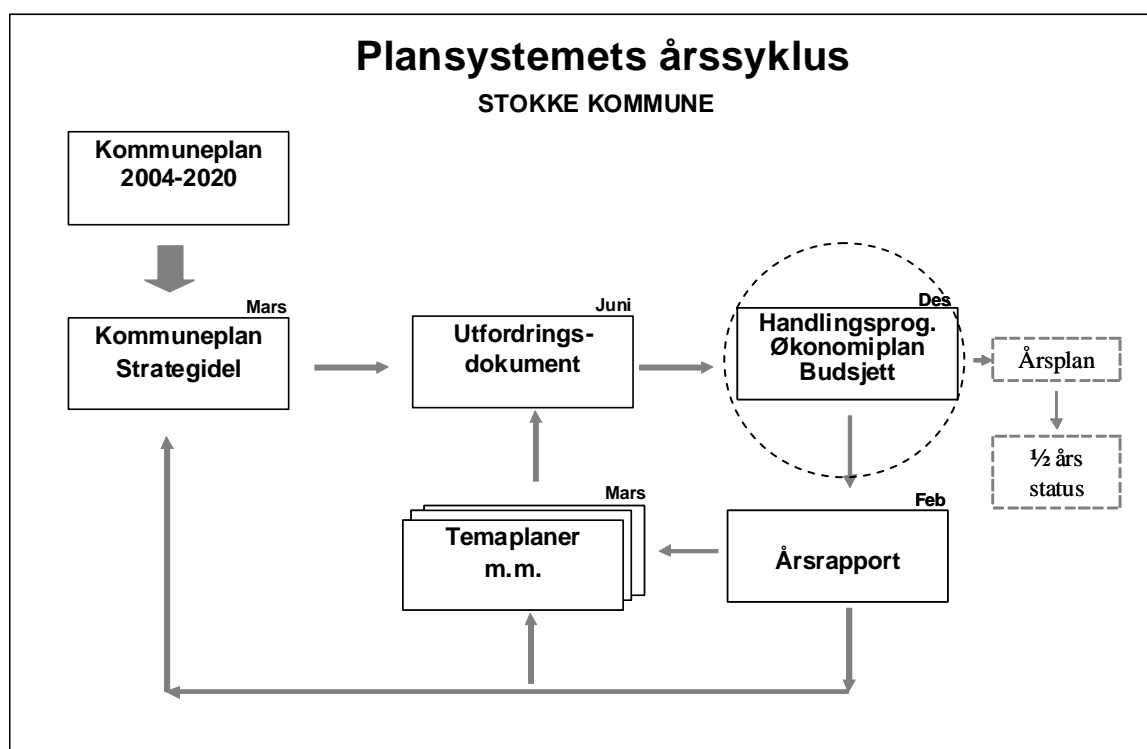 Plansystemets årssyklus
STOKKE KOMMUNE
Kommuneplan
2004-2020
Mars
Kommuneplan
Strategidel
Juni
Utfordrings-
dokument
Des
Handlingsprog.
Økonomiplan
Budsjett
Årsplan
½ års
status
Mars
Temaplaner
m.m.
Feb
Årsrapport